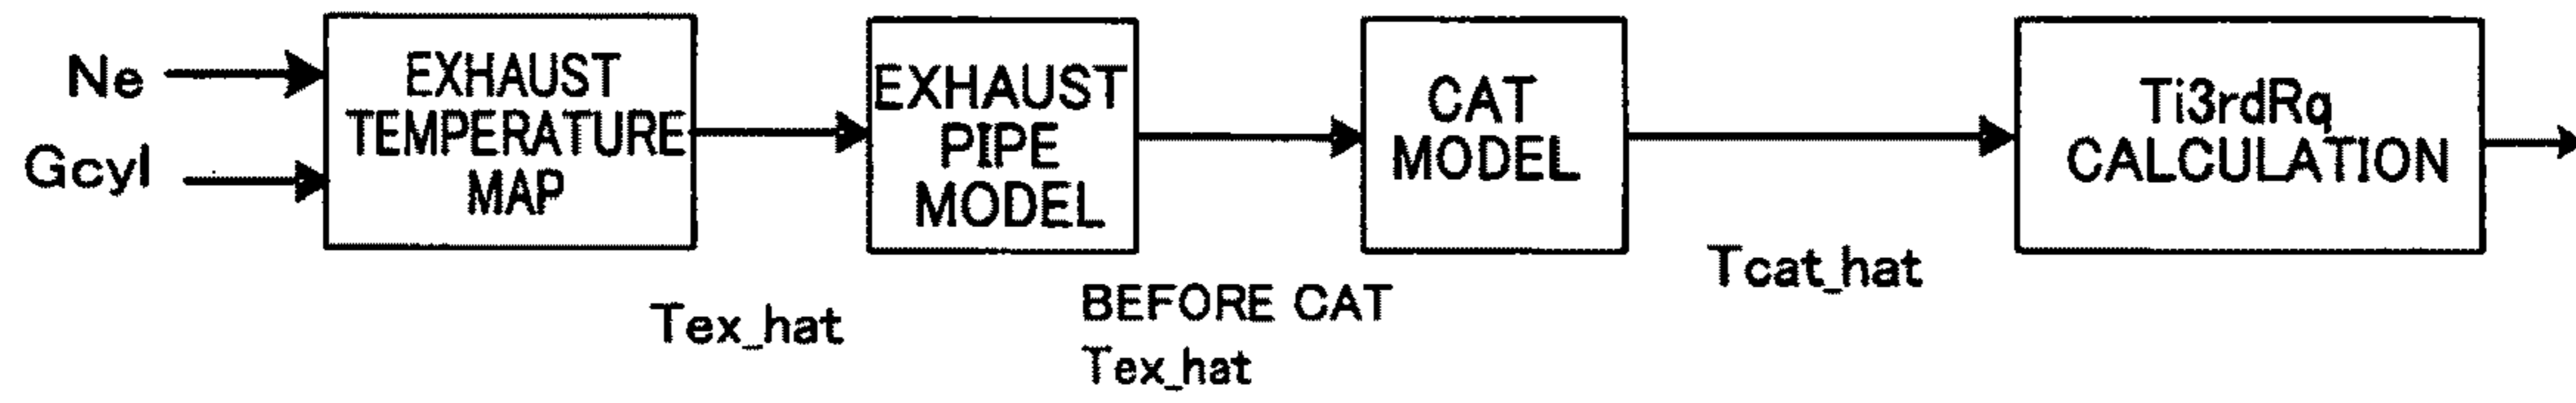 Ne
Gcyl
EXHAUST
TEMPERATURE
MAP
Tex_hat
EXHAUST
PIPE
MODEL
BEFORE CAT
Tex_hat
CAT
MODEL
Tcat_hat
Ti3rdRq
CALCULATION